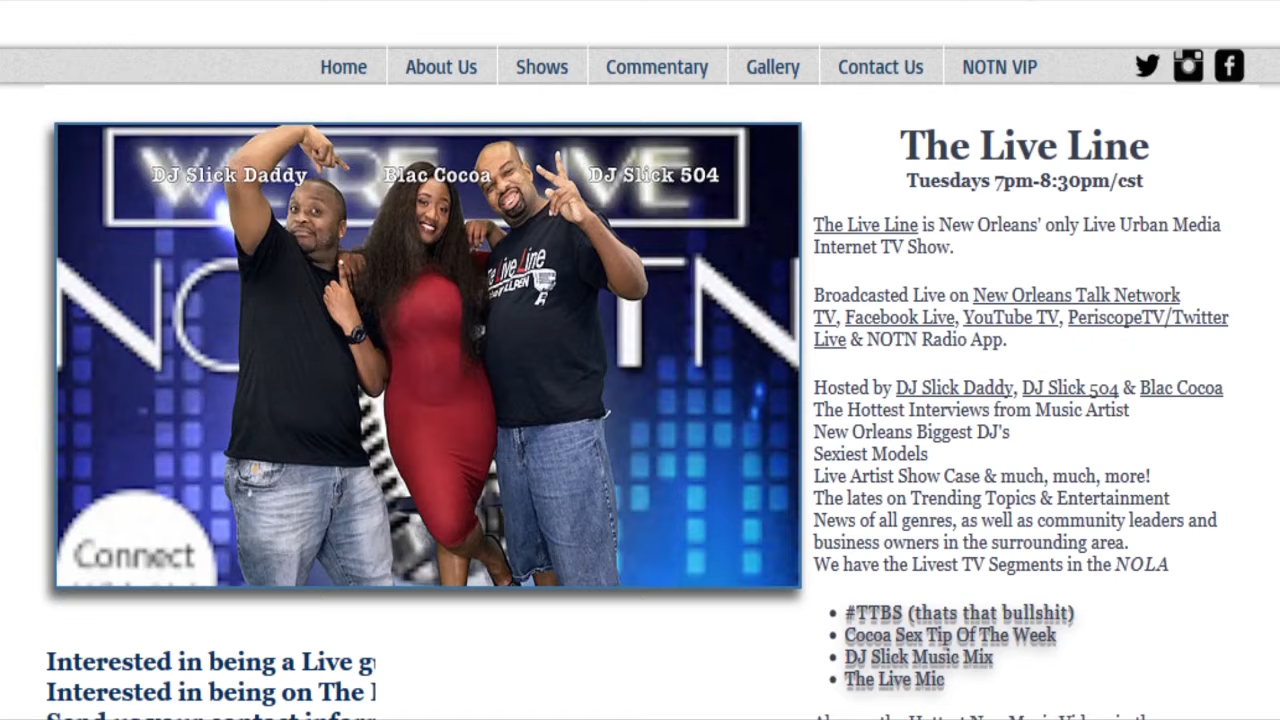 Home
About Us
Shows
Commentary
Gallery
Contact Us
NOTN VIP
WE'RE LIVE
DJ Slick Daddy
Blac Cocoa
DJ Slick 504
The Live Line
Connect
The Live Line
Tuesdays 7pm-8:30pm/cst
The Live Line is New Orleans' only Live Urban Media
Internet TV Show.
Broadcasted Live on New Orleans Talk Network
TV, Facebook Live, YouTube TV, PeriscopeTV/Twitter
Live & NOTN Radio App.
Hosted by DJ Slick Daddy, DJ Slick 504 & Blac Cocoa
The Hottest Interviews from Music Artist
New Orleans Biggest DJ's
Sexiest Models
Live Artist Show Case & much, much, more!
The lates on Trending Topics & Entertainment
News of all genres, as well as community leaders and
business owners in the surrounding area.
We have the Livest TV Segments in the NOLA
#TTBS (thats that bullshit)
Cocoa Sex Tip Of The Week
DJ Slick Music Mix
The Live Mic
Interested in being a Live
Interested in being on The